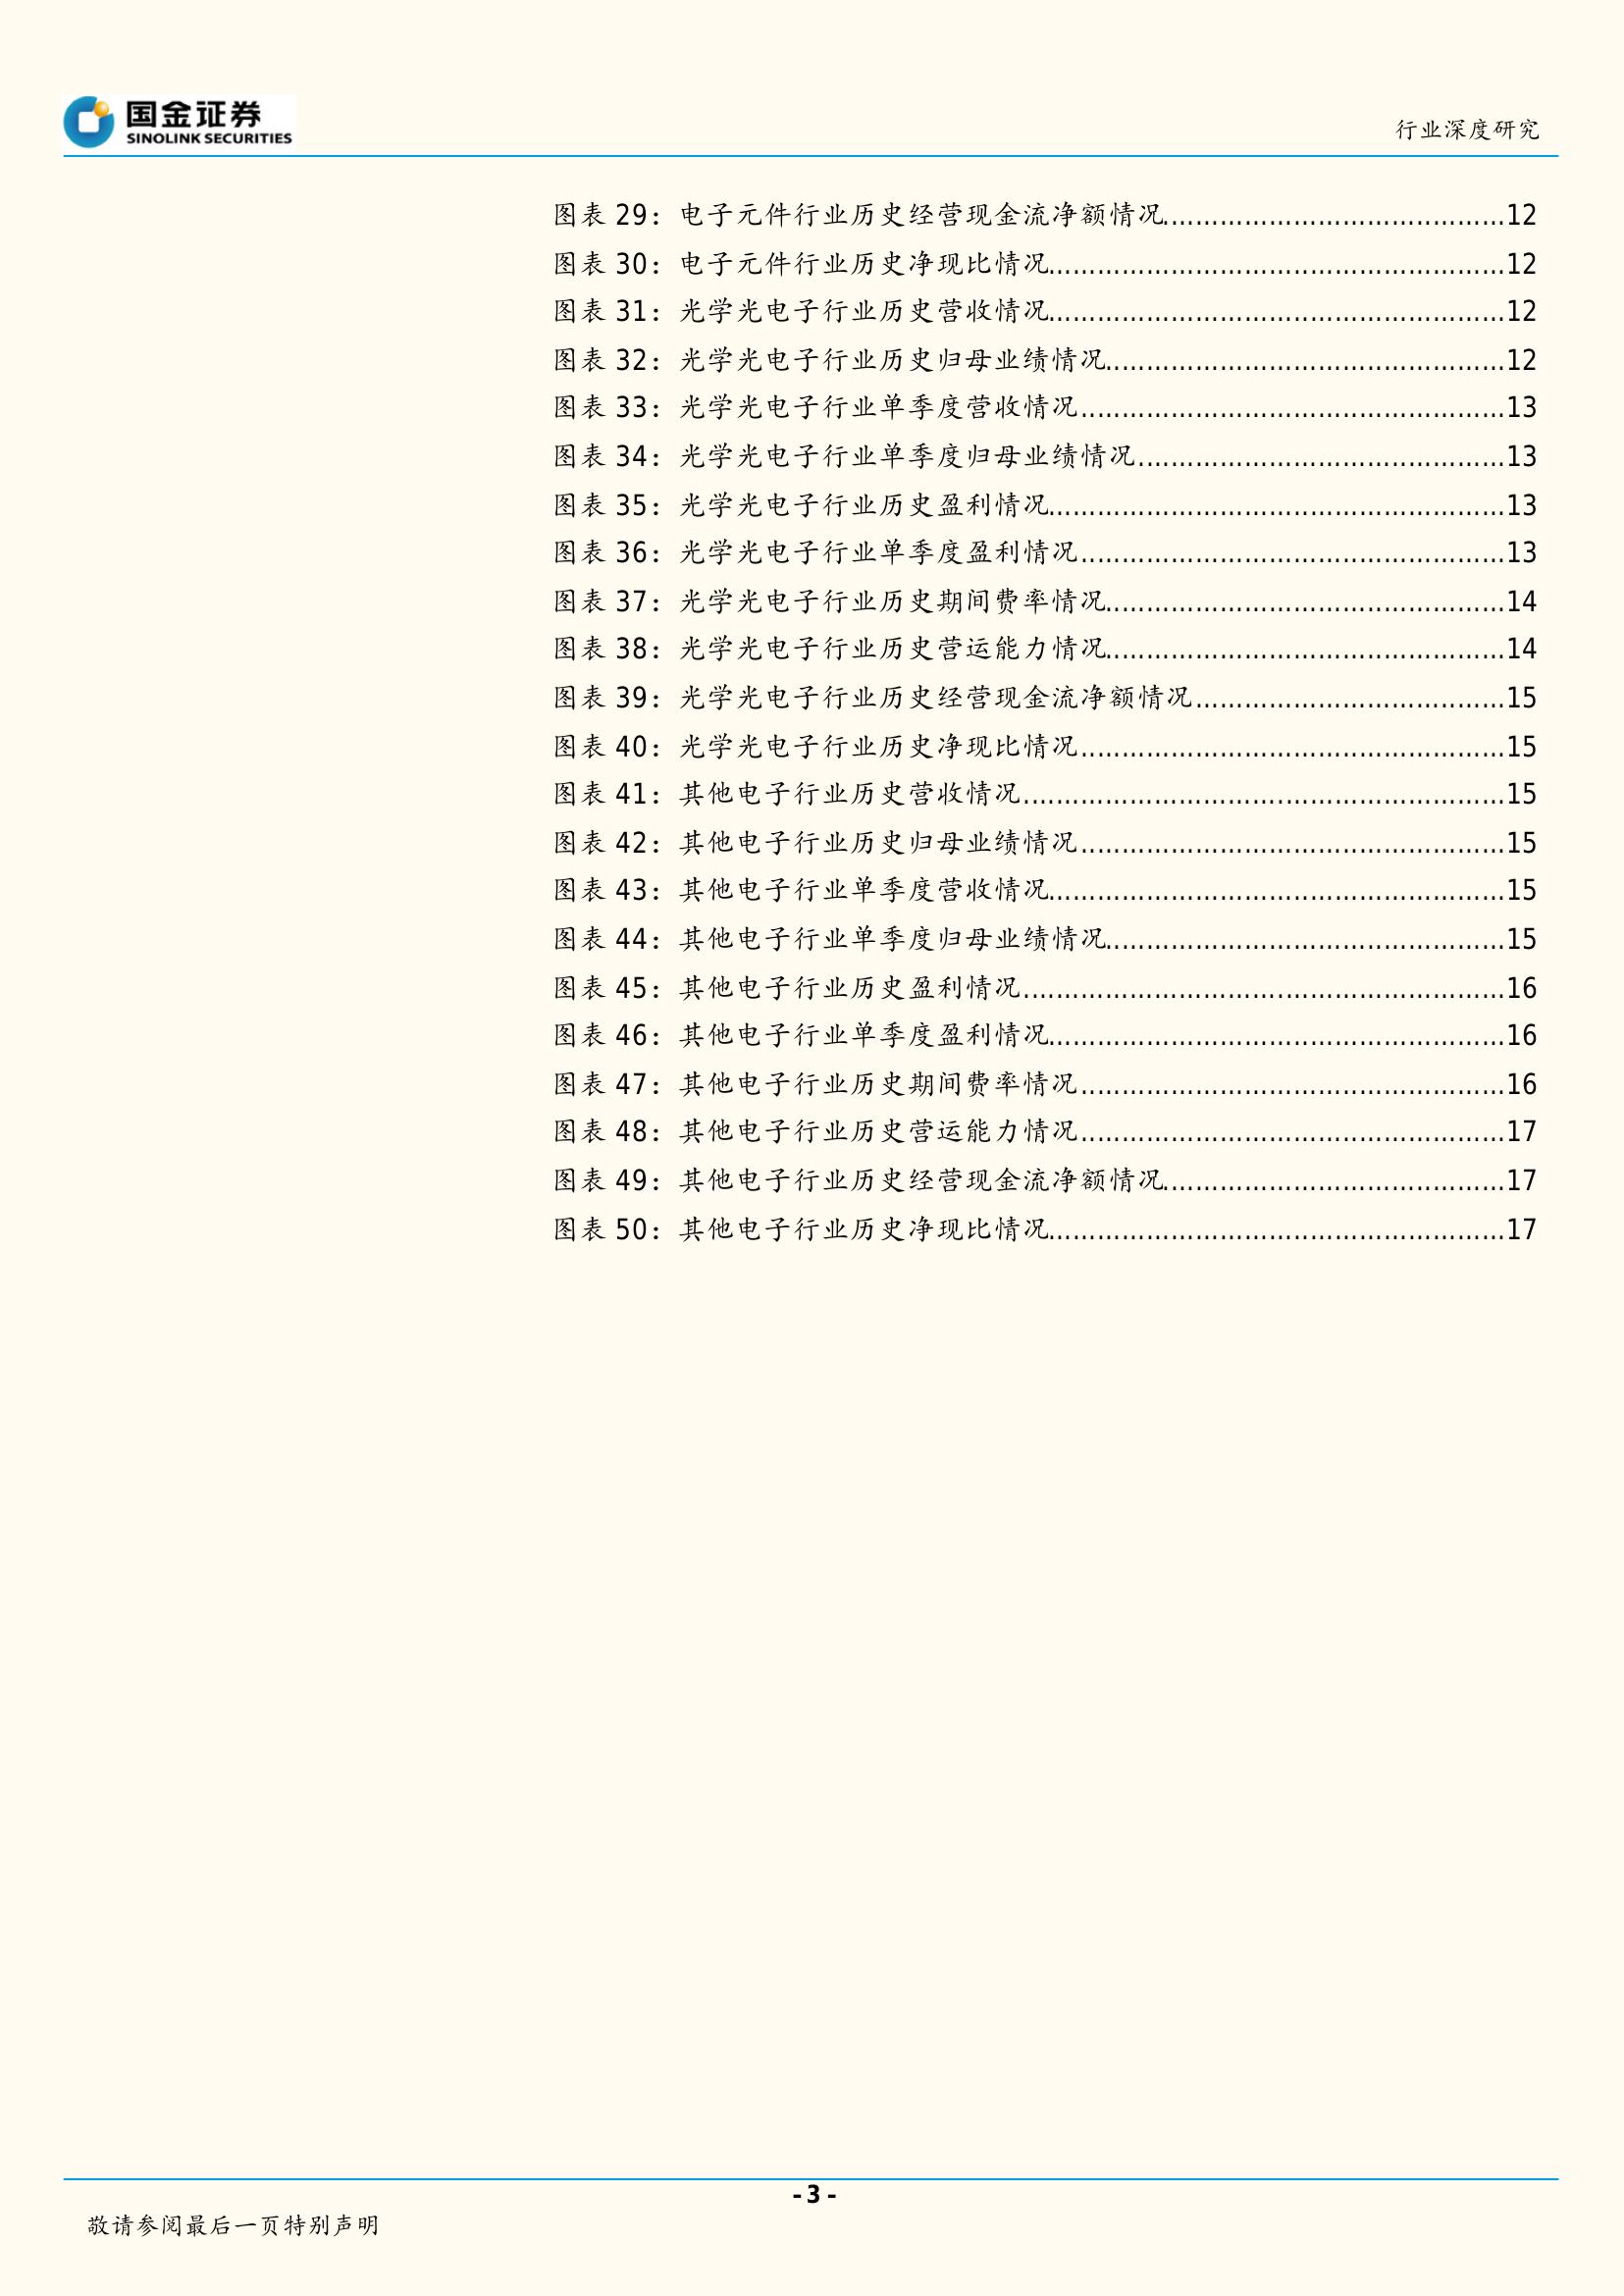 国金证券
SINOLINK SECURITIES
行业深度研究
图表 29：电子元件行业历史经营现金流净额情况..........................................12
图表 30：电子元件行业历史净现比情况........................................................12
图表 31：光学光电子行业历史营收情况........................................................12
图表 32：光学光电子行业历史归母业绩情况.................................................12
图表 33：光学光电子行业单季度营收情况....................................................13
图表 34：光学光电子行业单季度归母业绩情况.............................................13
图表 35：光学光电子行业历史盈利情况........................................................13
图表 36：光学光电子行业单季度盈利情况....................................................13
图表 37：光学光电子行业历史期间费率情况.................................................14
图表 38：光学光电子行业历史营运能力情况.................................................14
图表 39：光学光电子行业历史经营现金流净额情况......................................15
图表 40：光学光电子行业历史净现比情况....................................................15
图表 41：其他电子行业历史营收情况...........................................................15
图表 42：其他电子行业历史归母业绩情况....................................................15
图表 43：其他电子行业单季度营收情况........................................................15
图表 44：其他电子行业单季度归母业绩情况.................................................15
图表 45：其他电子行业历史盈利情况...........................................................16
图表 46：其他电子行业单季度盈利情况........................................................16
图表 47：其他电子行业历史期间费率情况....................................................16
图表 48：其他电子行业历史营运能力情况....................................................17
图表 49：其他电子行业历史经营现金流净额情况..........................................17
图表 50：其他电子行业历史净现比情况........................................................17
- 3 -
敬请参阅最后一页特别声明